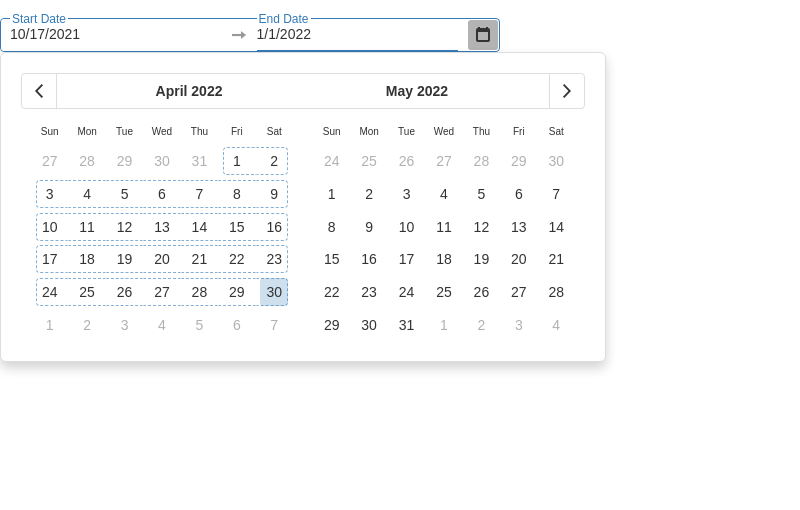 Start Date
End Date
10/17/2021
1/1/2022
April 2022
May 2022
Sun Mon Tue Wed Thu Fri Sat
27 28 29 30 31 1 2
3 4 5 6 7 8 9
10 11 12 13 14 15 16
17 18 19 20 21 22 23
24 25 26 27 28 29 30
1 2 3 4 5 6 7
Sun Mon Tue Wed Thu Fri Sat
24 25 26 27 28 29 30
1 2 3 4 5 6 7
8 9 10 11 12 13 14
15 16 17 18 19 20 21
22 23 24 25 26 27 28
29 30 31 1 2 3 4